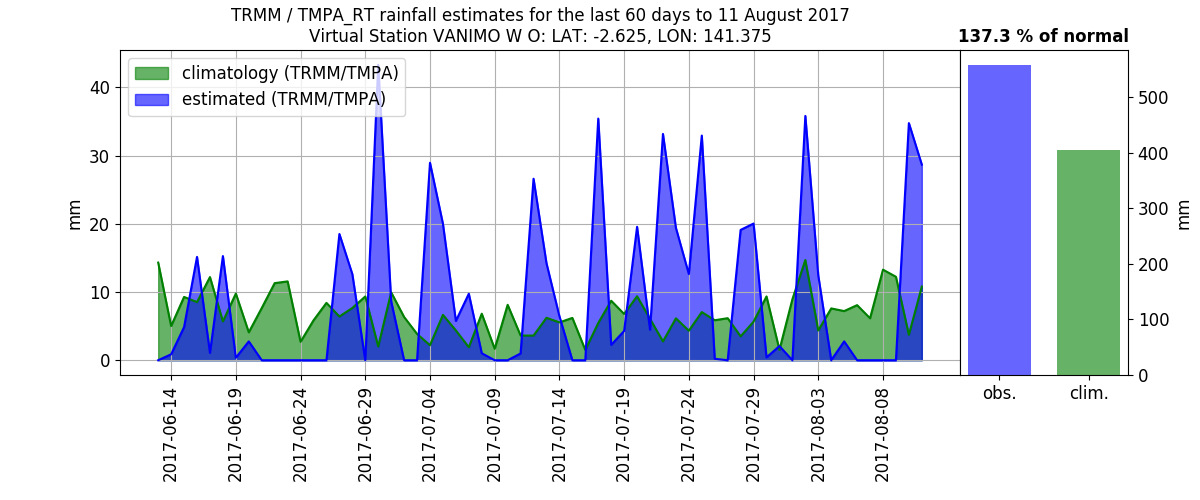 TRMM / TMPA_RT rainfall estimates for the last 60 days to 11 August 2017
Virtual Station VANIMO W O: LAT: -2.625, LON: 141.375
137.3 % of normal
climatology (TRMM/TMPA)
estimated (TRMM/TMPA)
mm
40
30
20
10
0
2017-06-14
2017-06-19
2017-06-24
2017-06-29
2017-07-04
2017-07-09
2017-07-14
2017-07-19
2017-07-24
2017-07-29
2017-08-03
2017-08-08
500
400
300
200
100
0
mm
obs.
clim.